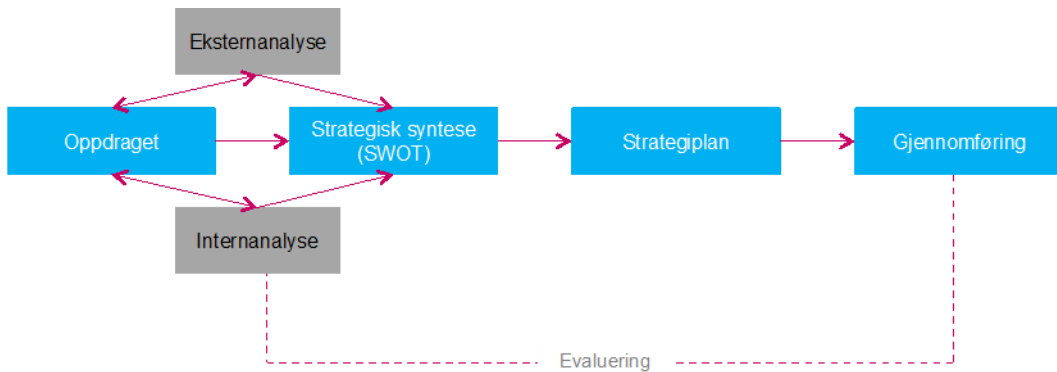 Eksternanalyse
Oppdraget
Strategisk syntese
(SWOT)
Strategiplan
Gjennomføring
Internanalyse
Evaluering